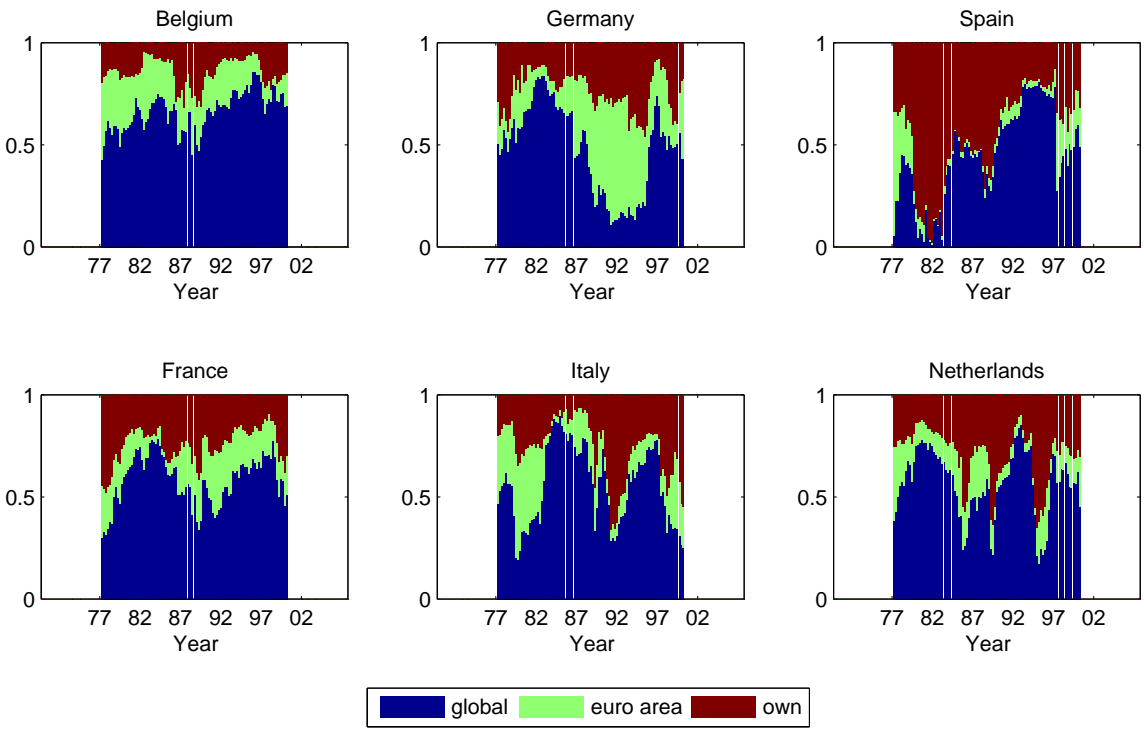 Belgium Germany Spain
1 1 1
0.5 0.5 0.5
0 0 0
77 82 87 92 97 02 77 82 87 92 97 02 77 82 87 92 97 02
Year Year Year
France Italy Netherlands
1 1 1
0.5 0.5 0.5
0 0 0
77 82 87 92 97 02 77 82 87 92 97 02 77 82 87 92 97 02
Year Year Year
global euro area own